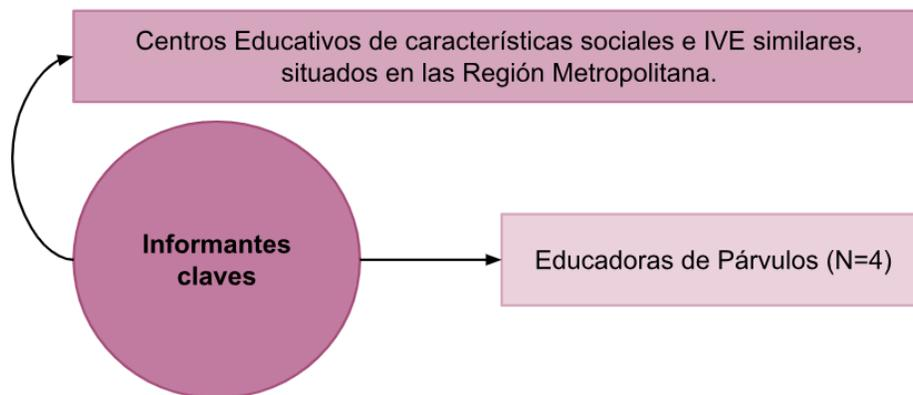 Centros Educativos de características sociales e IVE similares,
situados en las Región Metropolitana.
Informantes
claves
Educadoras de Párvulos (N=4)